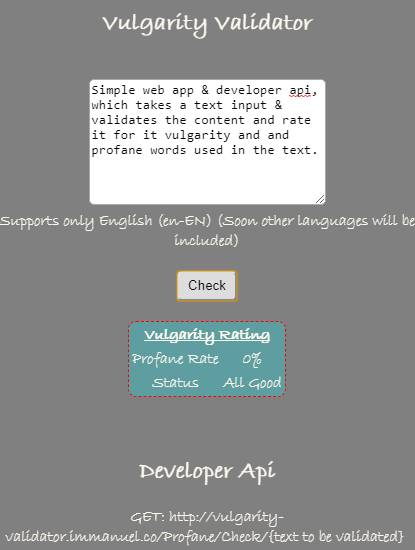 Vulgarity Validator
Simple web app & developer api,
which takes a text input &
validates the content and rate
it for it vulgarity and and
profane words used in the text.
Supports only English (en-EN) (Soon other languages will be
included)
Check
Vulgarity Rating
Profane Rate 0%
Status All Good
Developer Api
GET: http://vulgarity-
validator.immanuel.co/Profane/Check/{text to be validated}